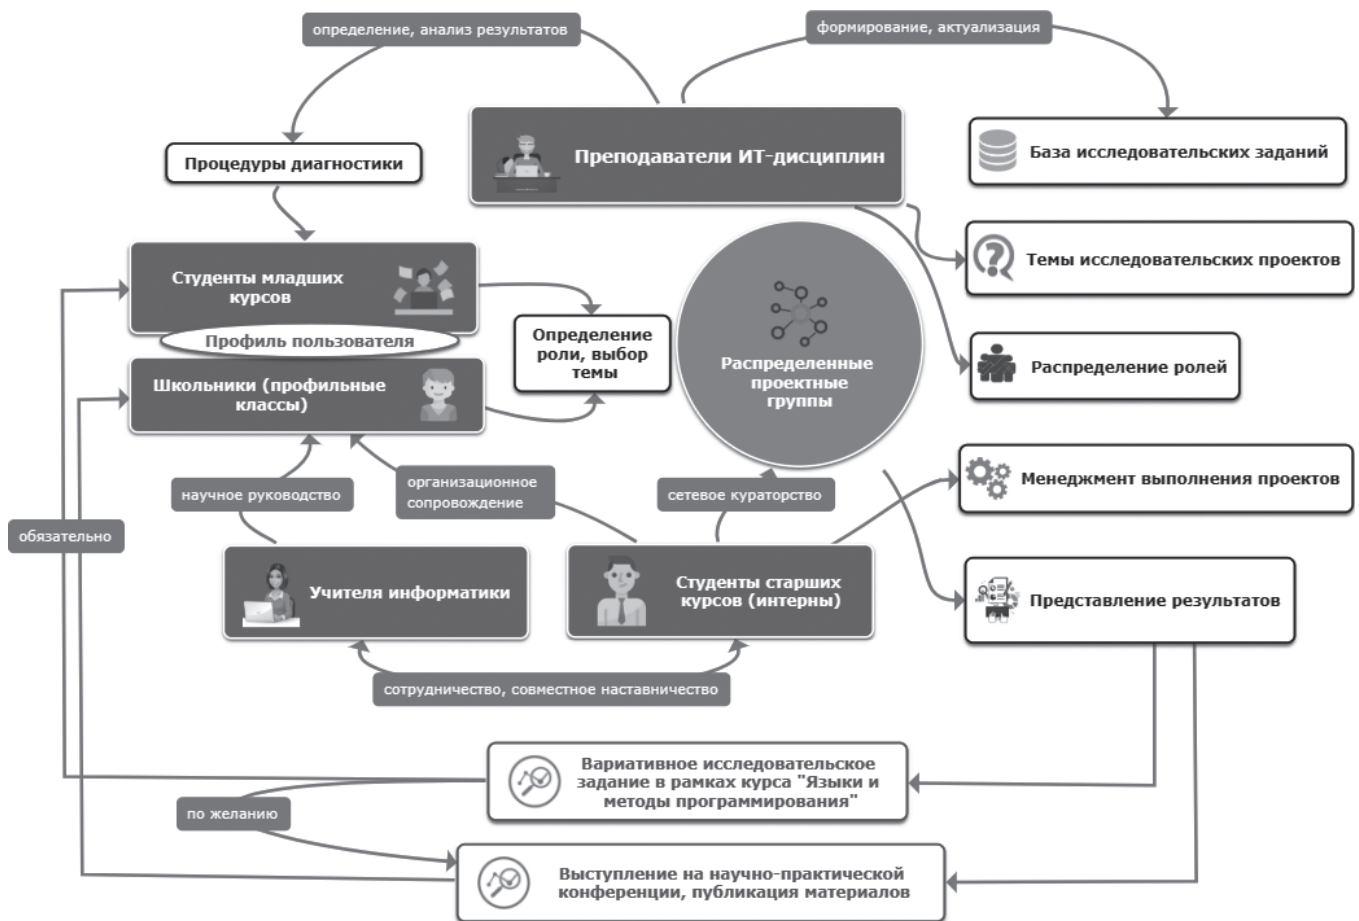 определение, анализ результатов
формирование, актуализация
Преподаватели ИТ-дисциплин
База исследовательских заданий
Процедуры диагностики
Темы исследовательских проектов
Студенты младших
курсов
Профиль пользователя
Определение
роли, выбор
темы
Распределенные
проектные
группы
Распределение ролей
Школьники (профильные
классы)
научное руководство
организационное
сопровождение
сетевое кураторство
Менеджмент выполнения проектов
обязательно
Учителя информатики
Студенты старших
курсов (интерны)
Представление результатов
сотрудничество, совместное наставничество
Вариативное исследовательское
задание в рамках курса "Языки и
методы программирования"
по желанию
Выступление на научно-практической
конференции, публикация материалов